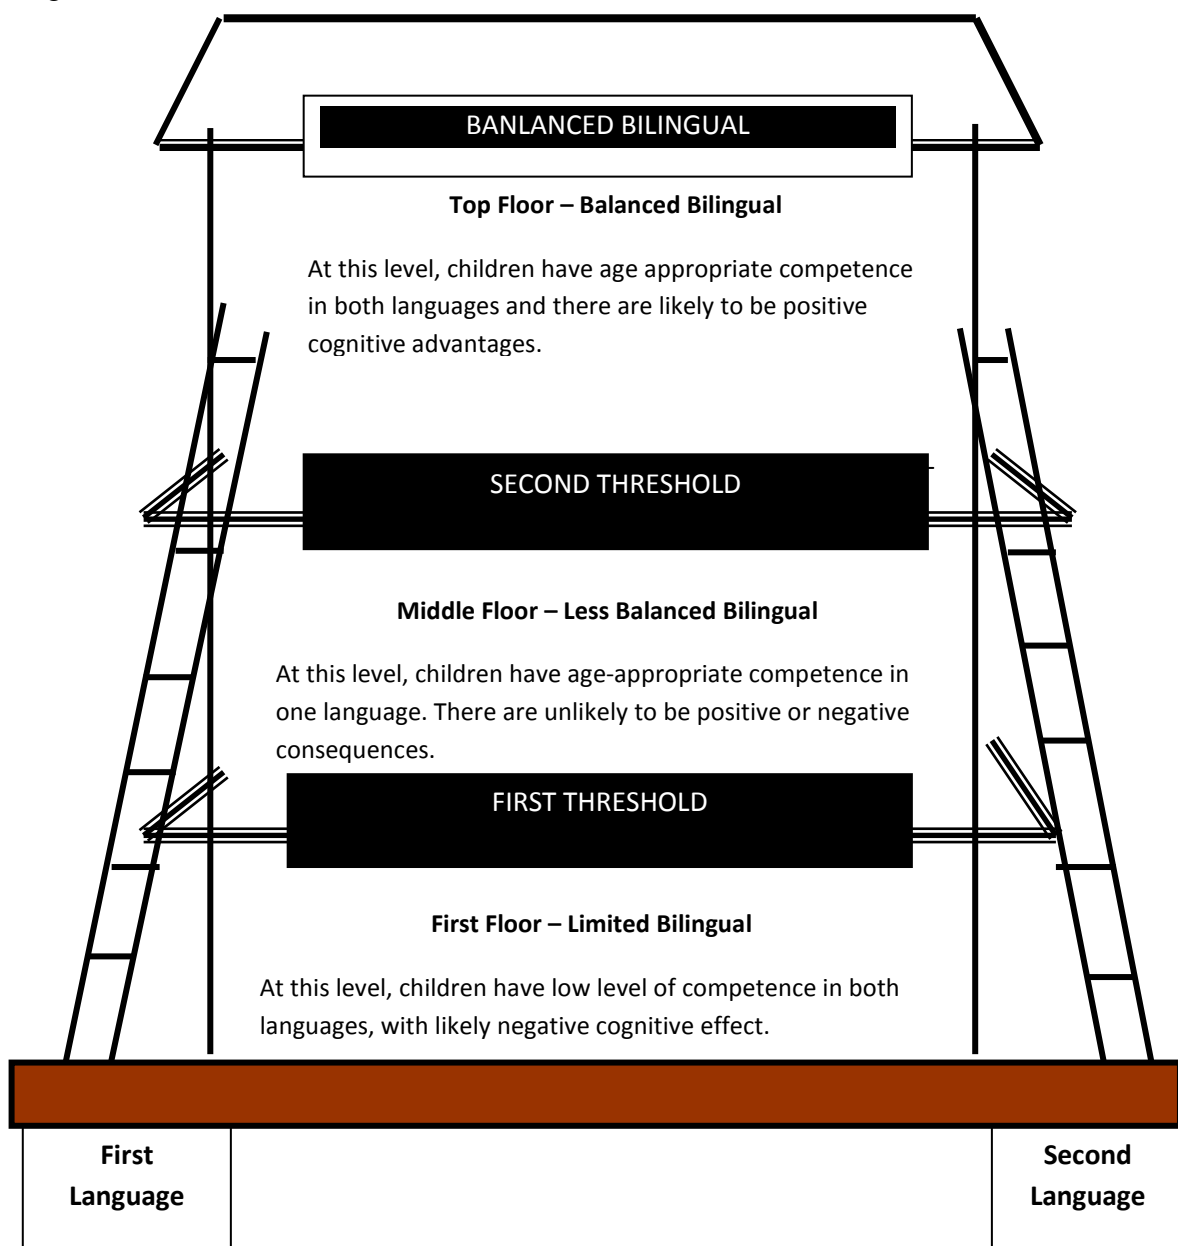 BANLANCED BILINGUAL
Top Floor – Balanced Bilingual
At this level, children have age appropriate competence
in both languages and there are likely to be positive
cognitive advantages.
SECOND THRESHOLD
Middle Floor – Less Balanced Bilingual
At this level, children have age-appropriate competence in
one language. There are unlikely to be positive or negative
consequences.
FIRST THRESHOLD
First Floor – Limited Bilingual
At this level, children have low level of competence in both
languages, with likely negative cognitive effect.
First
Language
Second
Language